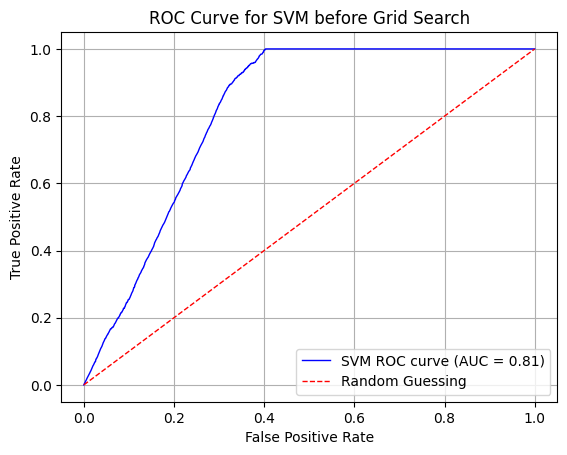 ROC Curve for SVM before Grid Search
True Positive Rate
1.0
0.8
0.6
0.4
0.2
0.0
SVM ROC curve (AUC = 0.81)
Random Guessing
0.0 0.2 0.4 0.6 0.8 1.0
False Positive Rate